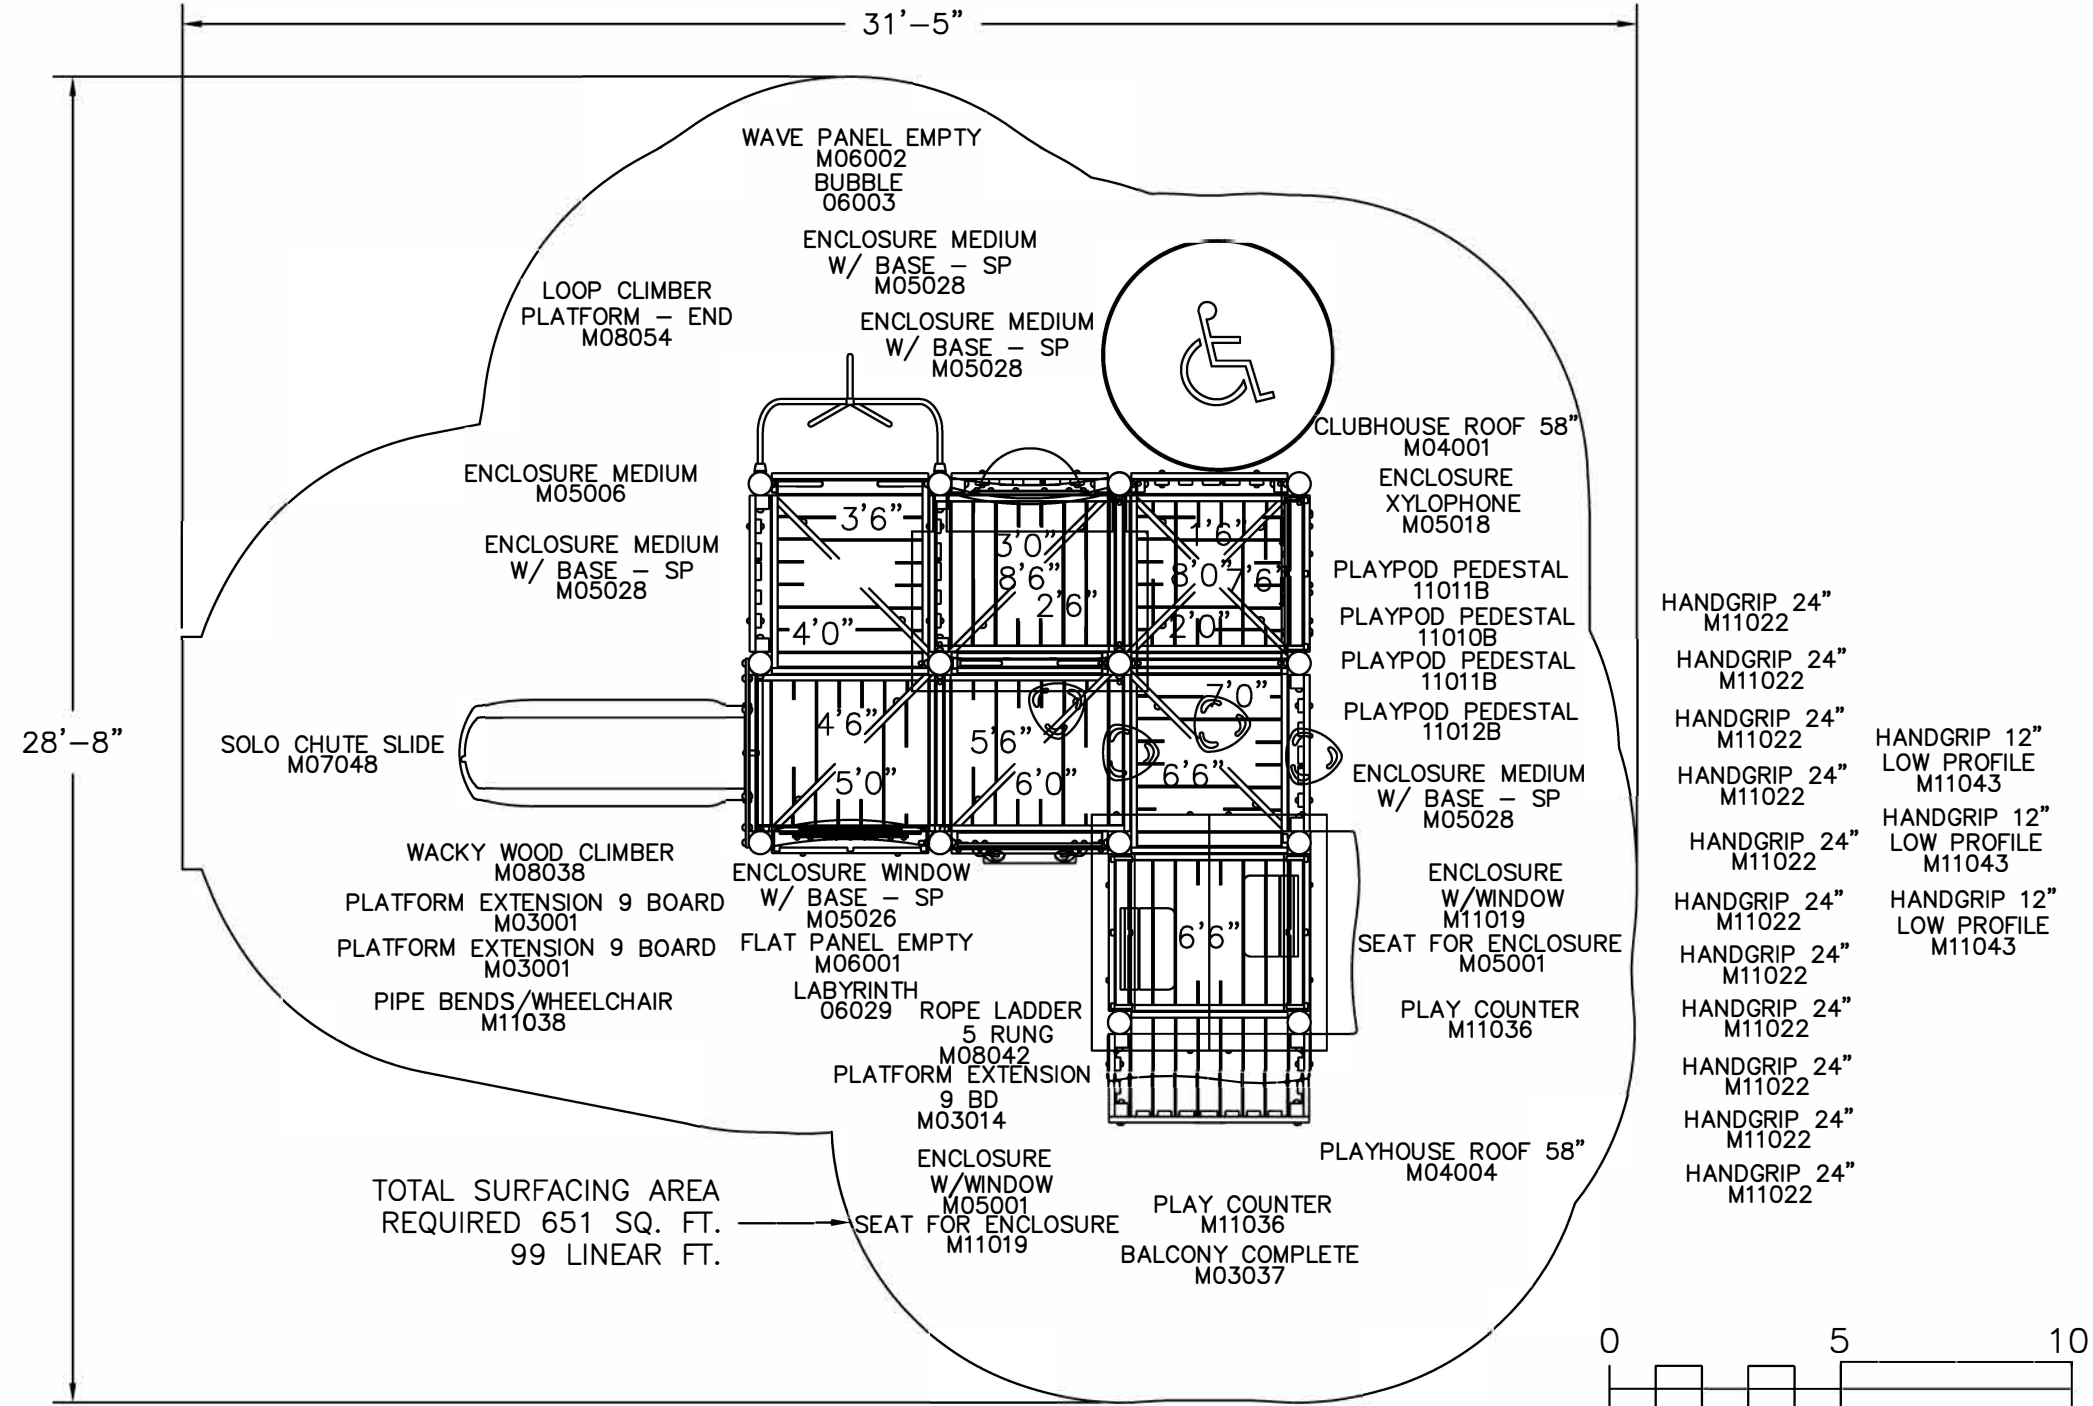 31'-5"
28'-8"
WAVE PANEL EMPTY
M06002
BUBBLE
06003
ENCLOSURE MEDIUM
W/ BASE - SP
M05028
ENCLOSURE MEDIUM
W/ BASE - SP
M05028
LOOP CLIMBER
PLATFORM - END
M08054
ENCLOSURE MEDIUM
M05006
ENCLOSURE MEDIUM
W/ BASE - SP
M05028
SOLO CHUTE SLIDE
M07048
WACKY WOOD CLIMBER
M08038
PLATFORM EXTENSION 9 BOARD
M03001
PLATFORM EXTENSION 9 BOARD
M03001
PIPE BENDS/WHEELCHAIR
M11038
3'6"
4'0"
3'0"
8'6"
2'6"
1'6"
8'0"
7'6"
2'0"
4'6"
5'0"
5'6"
6'0"
7'0"
6'6"
6'6"
ENCLOSURE WINDOW
W/ BASE - SP
M05026
FLAT PANEL EMPTY
M06001
LABYRINTH
06029
ROPE LADDER
5 RUNG
M08042
PLATFORM EXTENSION
9 BD
M03014
ENCLOSURE
W/WINDOW
M05001
SEAT FOR ENCLOSURE
M11019
PLAY COUNTER
M11036
BALCONY COMPLETE
M03037
PLAYHOUSE ROOF 58"
M04004
CLUBHOUSE ROOF 58"
M04001
ENCLOSURE
XYLOPHONE
M05018
PLAYPOD PEDESTAL
11011B
PLAYPOD PEDESTAL
11010B
PLAYPOD PEDESTAL
11011B
PLAYPOD PEDESTAL
11012B
ENCLOSURE MEDIUM
W/ BASE - SP
M05028
ENCLOSURE
W/WINDOW
M11019
SEAT FOR ENCLOSURE
M05001
PLAY COUNTER
M11036
HANDGRIP 24"
M11022
HANDGRIP 24"
M11022
HANDGRIP 24"
M11022
HANDGRIP 24"
M11022
HANDGRIP 24"
M11022
HANDGRIP 24"
M11022
HANDGRIP 24"
M11022
HANDGRIP 24"
M11022
HANDGRIP 24"
M11022
HANDGRIP 24"
M11022
HANDGRIP 24"
M11022
HANDGRIP 12"
LOW PROFILE
M11043
HANDGRIP 12"
LOW PROFILE
M11043
HANDGRIP 12"
LOW PROFILE
M11043
TOTAL SURFACING AREA
REQUIRED 651 SQ. FT.
99 LINEAR FT.
0 5 10